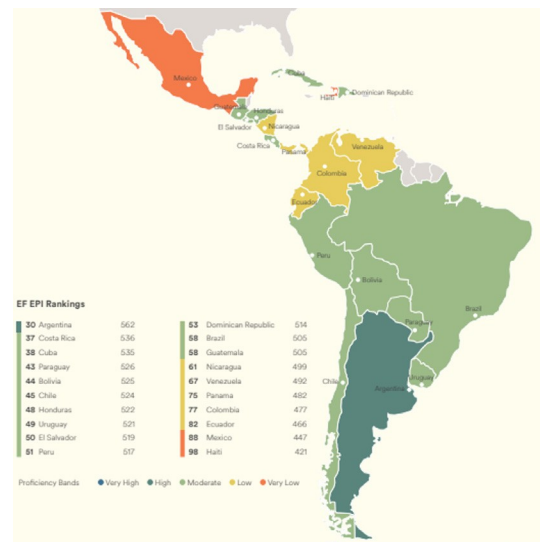 Cuba
Mexico
Dominican Republic
Haiti
Guatemala
Honduras
El Salvador
Nicaragua
Costa Rica
Panama
Venezuela
Colombia
Ecuador
Peru
Bolivia
Brazil
Paraguay
Chile
Uruguay
Argentina
EF EPI Rankings
30 Argentina 562
37 Costa Rica 536
38 Cuba 535
43 Paraguay 526
44 Bolivia 525
45 Chile 524
48 Honduras 522
49 Uruguay 521
50 El Salvador 519
51 Peru 517
53 Dominican Republic 514
58 Brazil 505
58 Guatemala 505
61 Nicaragua 499
67 Venezuela 492
75 Panama 482
77 Colombia 477
82 Ecuador 466
88 Mexico 447
98 Haiti 421
Proficiency Bands Very High High Moderate Low Very Low